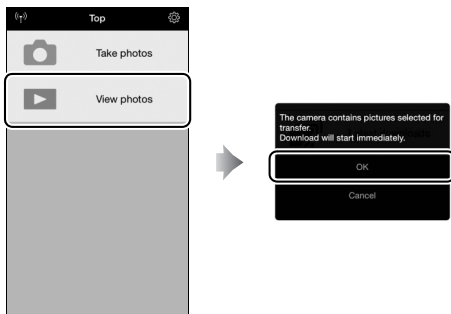 Top
Take photos
View photos
The camera contains pictures selected for
transfer.
Download will start immediately.
OK
Cancel